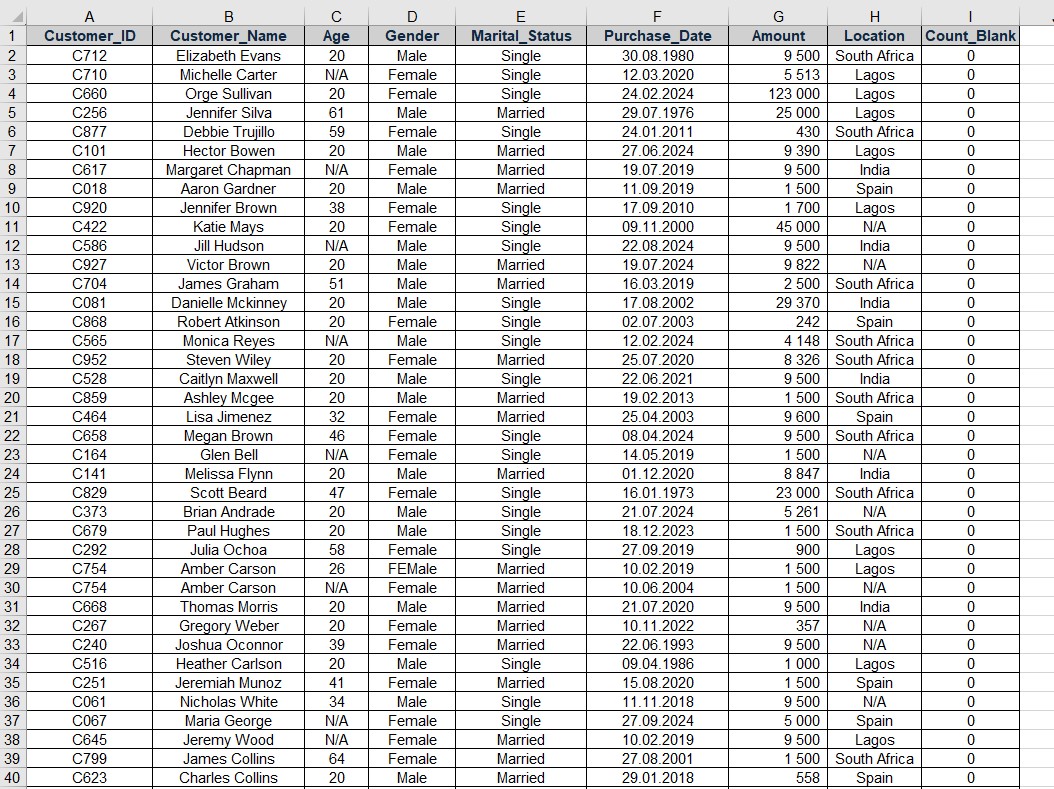 A B C D E F G H I
1 Customer_ID Customer_Name Age Gender Marital_Status Purchase_Date Amount Location Count_Blank
2 C712 Elizabeth Evans 20 Male Single 30.08.1980 9 500 South Africa 0
3 C710 Michelle Carter N/A Female Single 12.03.2020 5 513 Lagos 0
4 C660 Orge Sullivan 20 Female Single 24.02.2024 123 000 Lagos 0
5 C256 Jennifer Silva 61 Male Married 29.07.1976 25 000 Lagos 0
6 C877 Debbie Trujillo 59 Female Single 24.01.2011 430 South Africa 0
7 C101 Hector Bowen 20 Male Married 27.06.2024 9 390 Lagos 0
8 C617 Margaret Chapman N/A Female Married 19.07.2019 9 500 India 0
9 C018 Aaron Gardner 20 Male Married 11.09.2019 1 500 Spain 0
10 C920 Jennifer Brown 38 Female Single 17.09.2010 1 700 Lagos 0
11 C422 Katie Mays 20 Female Single 09.11.2000 45 000 N/A 0
12 C586 Jill Hudson N/A Male Single 22.08.2024 9 500 India 0
13 C927 Victor Brown 20 Male Married 19.07.2024 9 822 N/A 0
14 C704 James Graham 51 Male Married 16.03.2019 2 500 South Africa 0
15 C081 Danielle Mckinney 20 Male Single 17.08.2002 29 370 India 0
16 C868 Robert Atkinson 20 Female Single 02.07.2003 242 Spain 0
17 C565 Monica Reyes N/A Male Single 12.02.2024 4 148 South Africa 0
18 C952 Steven Wiley 20 Female Married 25.07.2020 8 326 South Africa 0
19 C528 Caitlyn Maxwell 20 Male Single 22.06.2021 9 500 India 0
20 C859 Ashley Mcgee 20 Male Married 19.02.2013 1 500 South Africa 0
21 C464 Lisa Jimenez 32 Female Married 25.04.2003 9 600 Spain 0
22 C658 Megan Brown 46 Female Single 08.04.2024 9 500 South Africa 0
23 C164 Glen Bell N/A Female Single 14.05.2019 1 500 N/A 0
24 C141 Melissa Flynn 20 Male Married 01.12.2020 8 847 India 0
25 C829 Scott Beard 47 Female Single 16.01.1973 23 000 South Africa 0
26 C373 Brian Andrade 20 Male Single 21.07.2024 5 261 N/A 0
27 C679 Paul Hughes 20 Male Single 18.12.2023 1 500 South Africa 0
28 C292 Julia Ochoa 58 Female Single 27.09.2019 900 Lagos 0
29 C754 Amber Carson 26 FEMale Married 10.02.2019 1 500 Lagos 0
30 C754 Amber Carson N/A Female Married 10.06.2004 1 500 N/A 0
31 C668 Thomas Morris 20 Male Married 21.07.2020 9 500 India 0
32 C267 Gregory Weber 20 Female Married 10.11.2022 357 N/A 0
33 C240 Joshua Oconnor 39 Female Married 22.06.1993 9 500 N/A 0
34 C516 Heather Carlson 20 Male Single 09.04.1986 1 000 Lagos 0
35 C251 Jeremiah Munoz 41 Female Married 15.08.2020 1 500 Spain 0
36 C061 Nicholas White 34 Male Single 11.11.2018 9 500 N/A 0
37 C067 Maria George N/A Female Single 27.09.2024 5 000 Spain 0
38 C645 Jeremy Wood N/A Female Married 10.02.2019 9 500 Lagos 0
39 C799 James Collins 64 Female Married 27.08.2001 1 500 South Africa 0
40 C623 Charles Collins 20 Male Married 29.01.2018 558 Spain 0